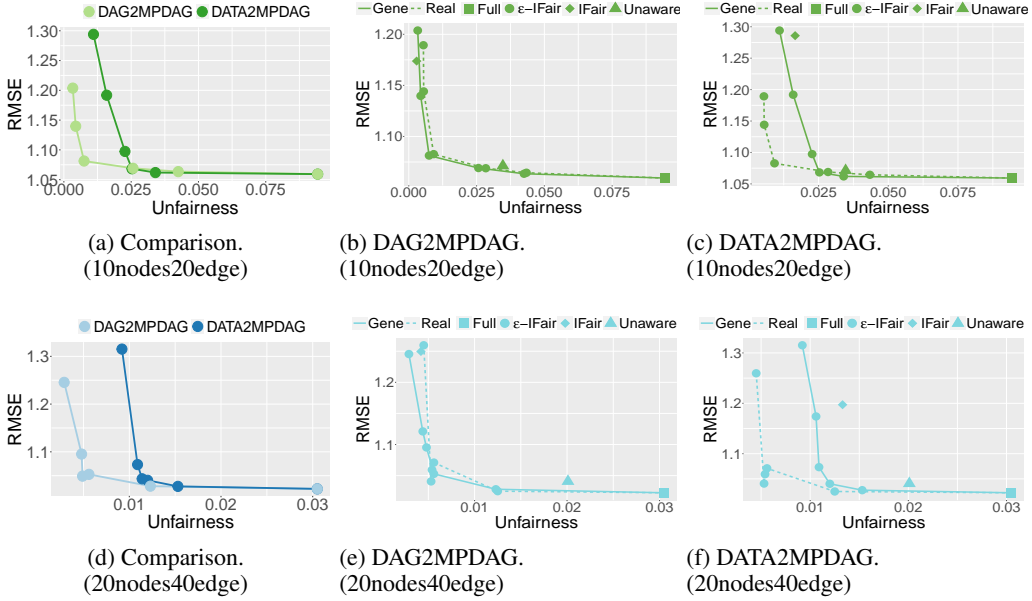 DAG2MPDAG DATA2MPDAG
1.30
1.25
1.20
1.15
1.10
1.05
RMSE
0.000 0.025 0.050 0.075
Unfairness
(a) Comparison.
(10nodes20edge)
Gene Real Full ε−IFair IFair Unaware
1.20
1.15
1.10
RMSE
0.000 0.025 0.050 0.075
Unfairness
(b) DAG2MPDAG.
(10nodes20edge)
Gene Real Full ε−IFair IFair Unaware
1.30
1.25
1.20
1.15
1.10
1.05
RMSE
0.025 0.050 0.075
Unfairness
(c) DATA2MPDAG.
(10nodes20edge)
DAG2MPDAG DATA2MPDAG
1.3
1.2
1.1
RMSE
0.01 0.02 0.03
Unfairness
(d) Comparison.
(20nodes40edge)
Gene Real Full ε−IFair IFair Unaware
1.2
1.1
RMSE
0.01 0.02 0.03
Unfairness
(e) DAG2MPDAG.
(20nodes40edge)
Gene Real Full ε−IFair IFair Unaware
1.3
1.2
1.1
RMSE
0.01 0.02 0.03
Unfairness
(f) DATA2MPDAG.
(20nodes40edge)